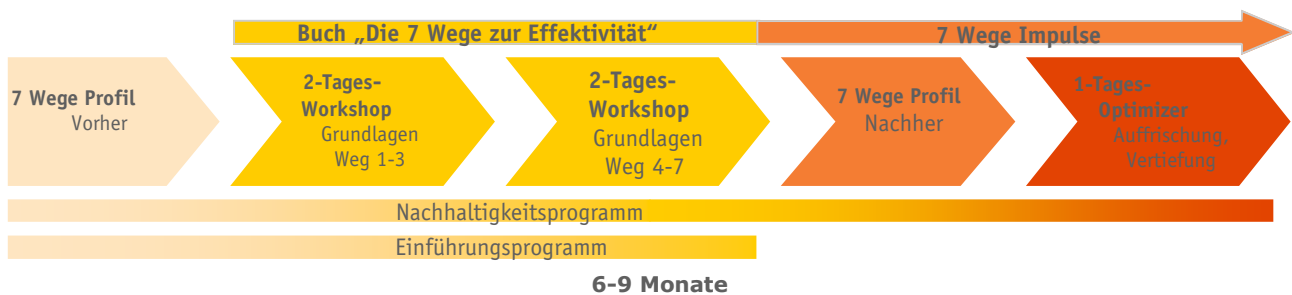 Buch „Die 7 Wege zur Effektivität“
7 Wege Impulse
7 Wege Profil
Vorher
2-Tages-
Workshop
Grundlagen
Weg 1-3
2-Tages-
Workshop
Grundlagen
Weg 4-7
7 Wege Profil
Nachher
1-Tages-
Optimizer
Auffrischung,
Vertiefung
Nachhaltigkeitsprogramm
Einführungsprogramm
6-9 Monate